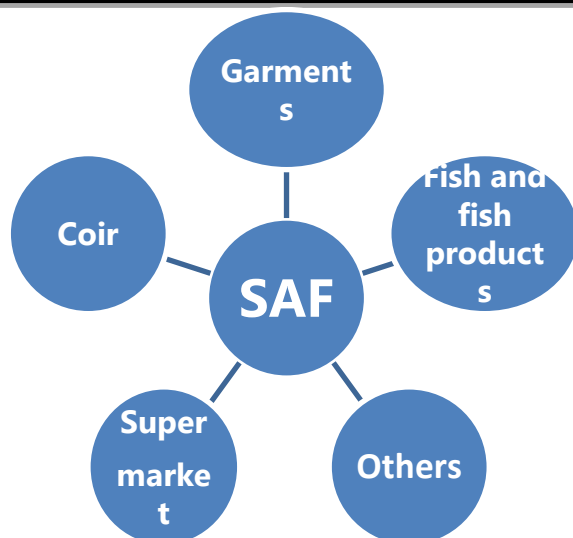 Garment
s
Fish and
fish
product
s
Coir
SAF
Super
marke
t
Others